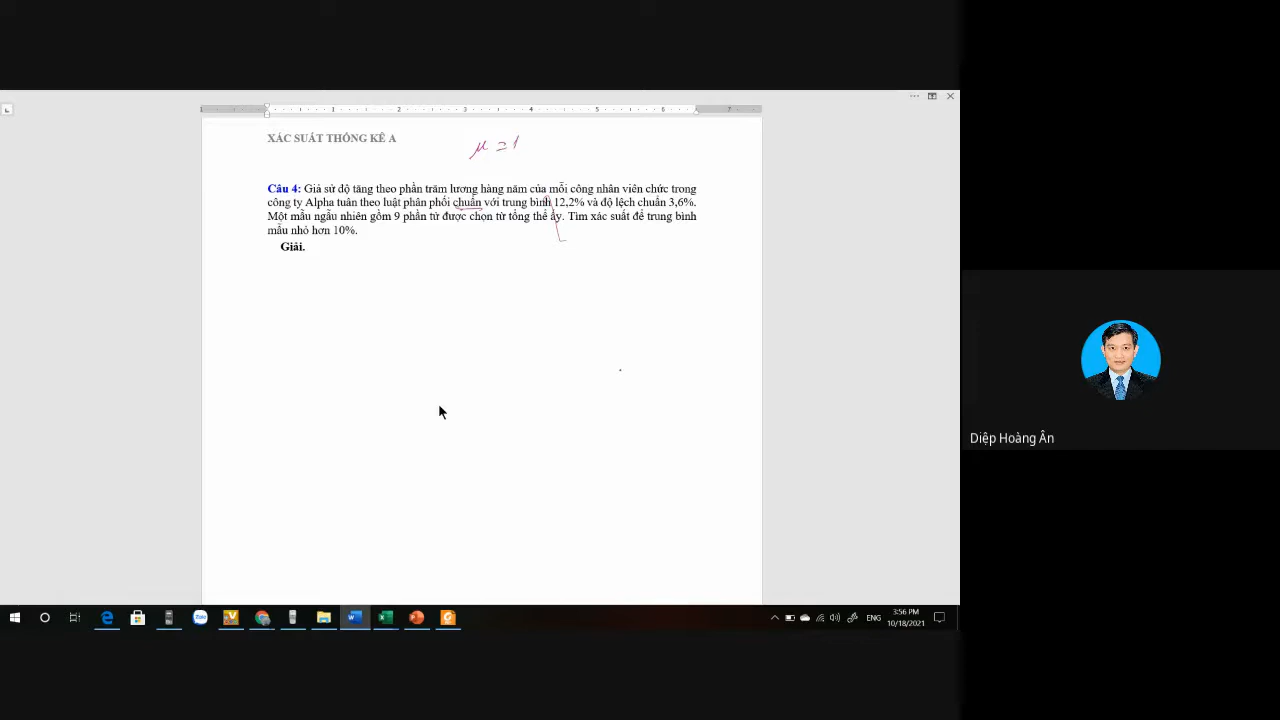 XÁC SUẤT THỐNG KÊ A
μ = 1
Câu 4: Giả sử độ tăng theo phần trăm lương hàng năm của mỗi công nhân viên chức trong
công ty Alpha tuân theo luật phân phối chuẩn với trung bình 12,2% và độ lệch chuẩn 3,6%.
Một mẫu ngẫu nhiên gồm 9 phần tử được chọn từ tổng thể ấy. Tìm xác suất để trung bình
mẫu nhỏ hơn 10%.
Giải.
Diệp Hoàng Ân
Zalo
ENG
3:56 PM
10/18/2021